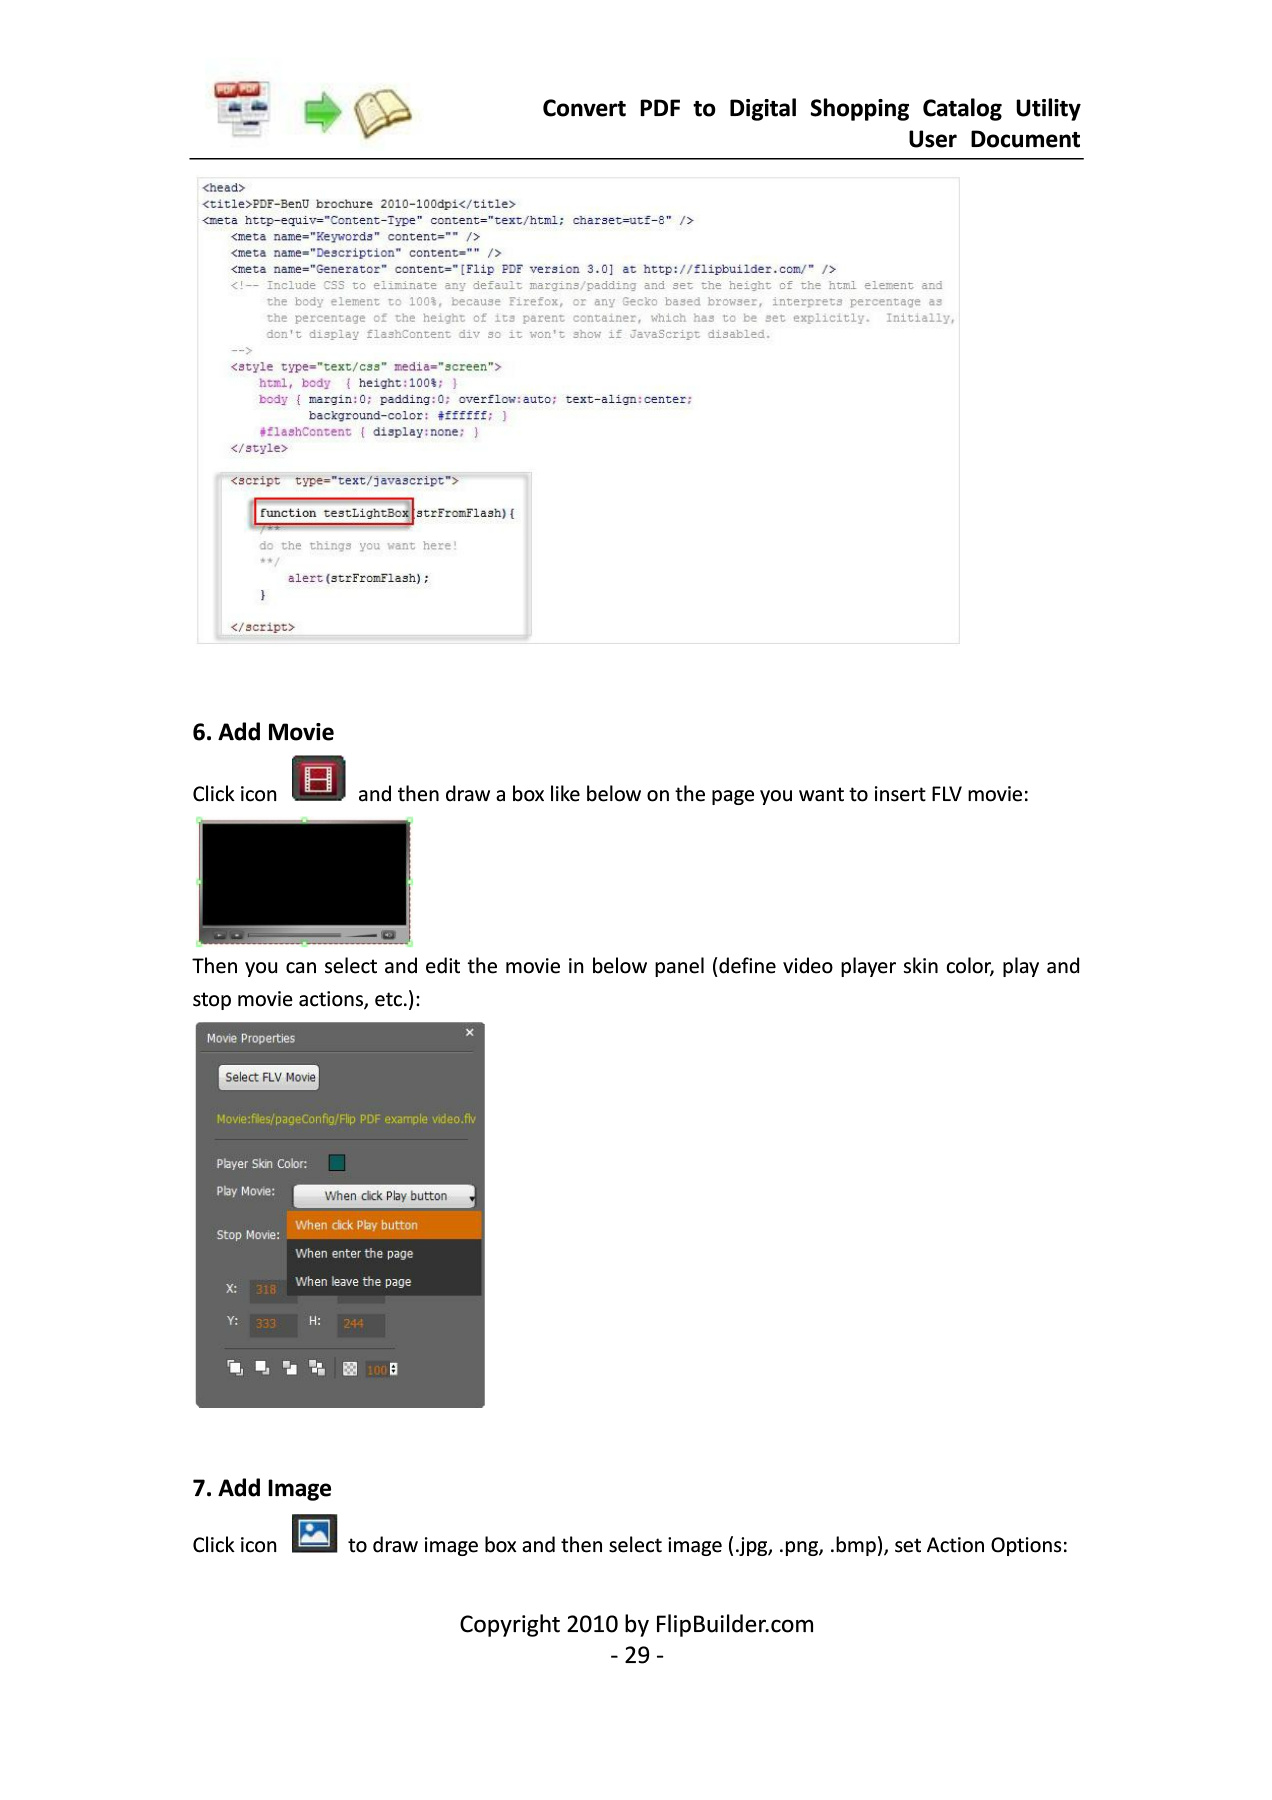 PDF PDF
Convert PDF to Digital Shopping Catalog Utility
User Document
<head>
<title>PDF-BenU brochure 2010-100dpi</title>
<meta http-equiv="Content-Type" content="text/html; charset=utf-8" />
<meta name="Keywords" content="" />
<meta name="Description" content="" />
<meta name="Generator" content="[Flip PDF version 3.0] at http://flipbuilder.com/" />
<!-- Include CSS to eliminate any default margins/padding and set the height of the html element and
the body element to 100%, because Firefox, or any Gecko based browser, interprets percentage as
the percentage of the height of its parent container, which has to be set explicitly. Initially,
don't display flashContent div so it won't show if JavaScript disabled.
-->
<style type="text/css" media="screen">
html, body { height:100%; }
body { margin:0; padding:0; overflow:auto; text-align:center;
background-color: #ffffff; }
#flashContent { display:none; }
</style>
<script type="text/javascript">
function testLightBox(strFromFlash){
/**
do the things you want here!
**/
alert(strFromFlash);
}
</script>
6. Add Movie
Click icon and then draw a box like below on the page you want to insert FLV movie:
Then you can select and edit the movie in below panel (define video player skin color, play and
stop movie actions, etc.):
Movie Properties
Select FLV Movie
Movie:files/pageConfig/Flip PDF example video.flv
Player Skin Color:
Play Movie: When click Play button
When click Play button
Stop Movie:
When enter the page
When leave the page
X: 318
Y: 333 H: 244
100
7. Add Image
Click icon to draw image box and then select image (.jpg, .png, .bmp), set Action Options:
Copyright 2010 by FlipBuilder.com
- 29 -